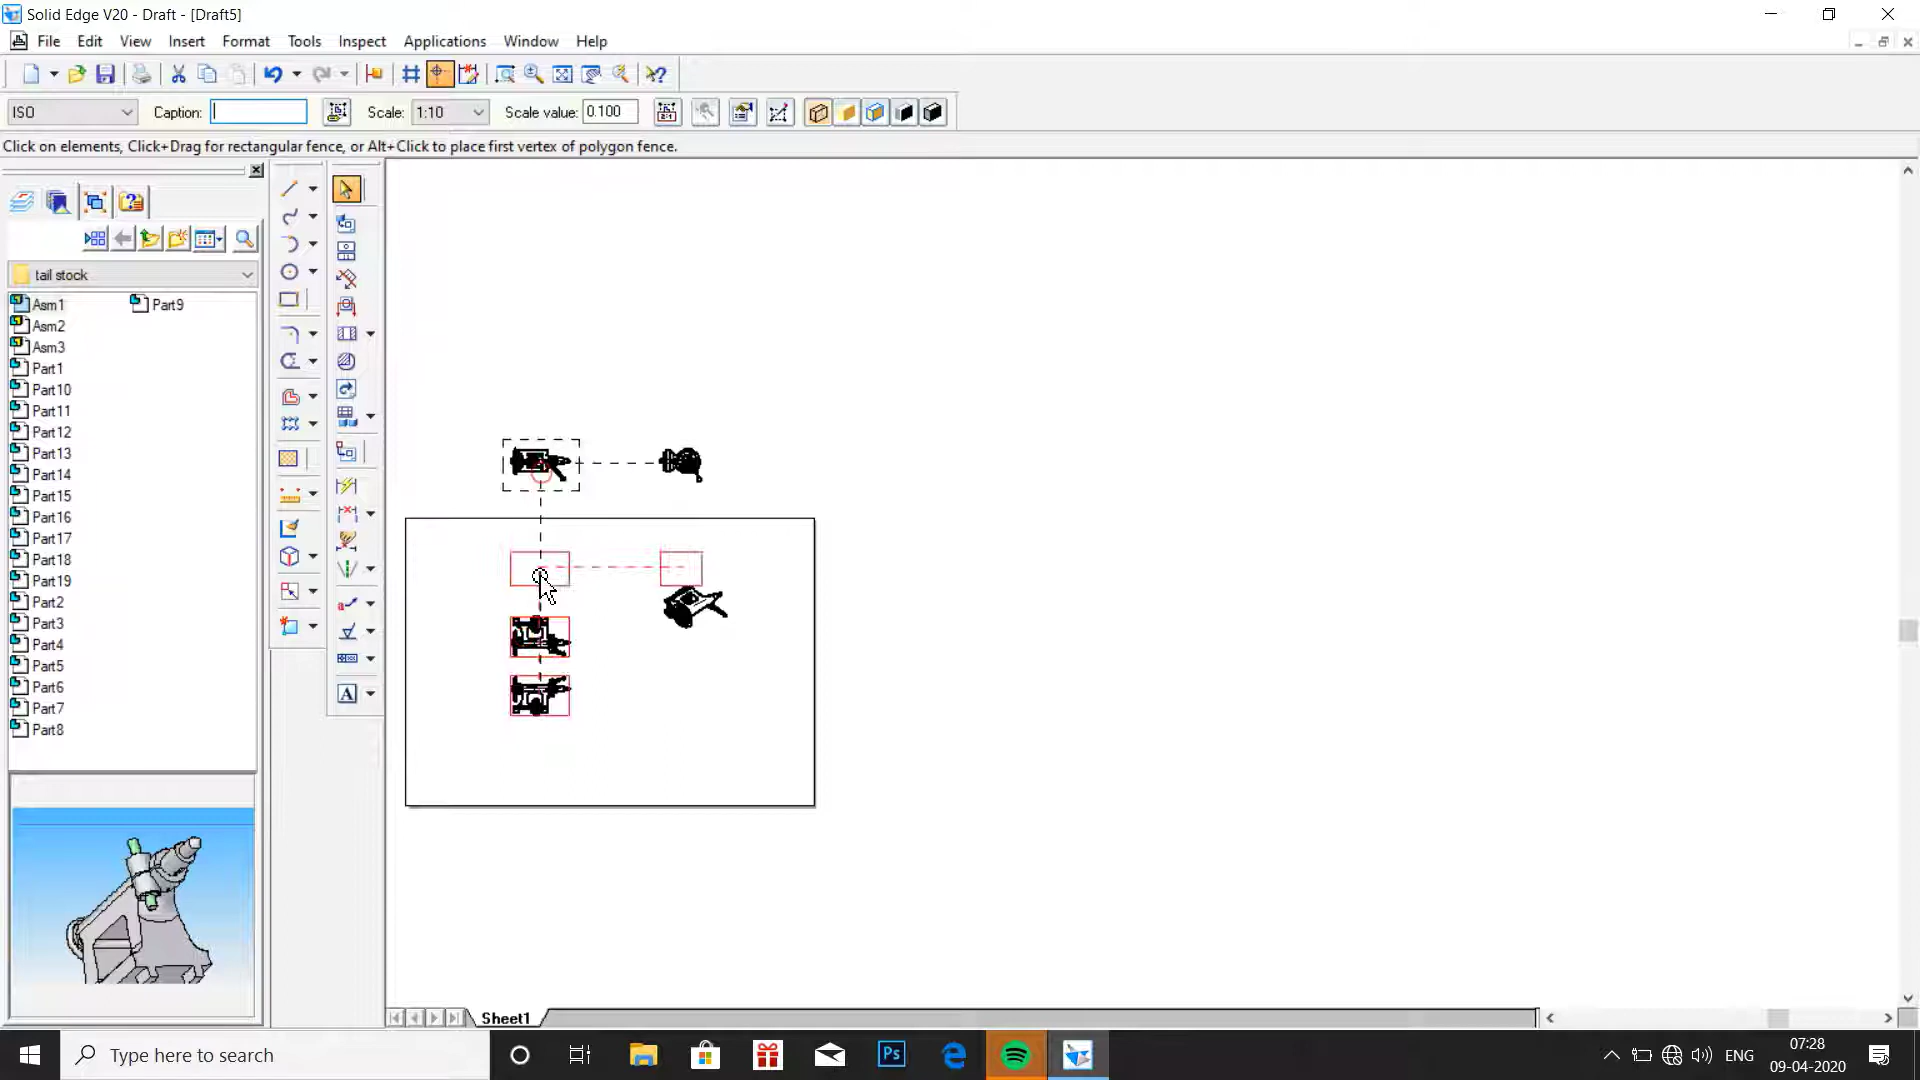 Solid Edge V20 - Draft - [Draft5]
File Edit View Insert Format Tools Inspect Applications Window Help
ISO Caption: Scale: 1:10 Scale value: 0.100
Click on elements, Click+Drag for rectangular fence, or Alt+Click to place first vertex of polygon fence.
tail stock
Asm1 Part9
Asm2
Asm3
Part1
Part10
Part11
Part12
Part13
Part14
Part15
Part16
Part17
Part18
Part19
Part2
Part3
Part4
Part5
Part6
Part7
Part8
A
Sheet1
Type here to search
Ps
ENG
07:28
09-04-2020